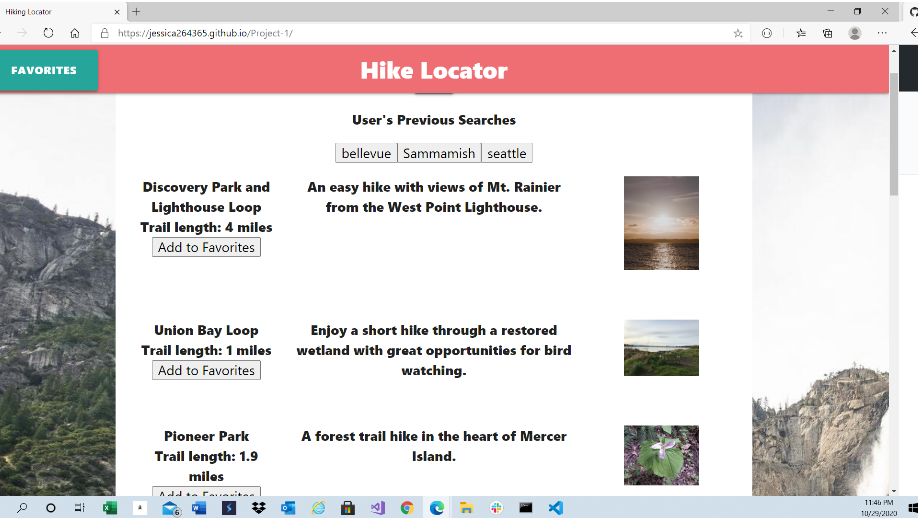 Hiking Locator
https://jessica264365.github.io/Project-1/
FAVORITES
Hike Locator
User's Previous Searches
bellevue Sammamish seattle
Discovery Park and
Lighthouse Loop
Trail length: 4 miles
Add to Favorites
An easy hike with views of Mt. Rainier
from the West Point Lighthouse.
Union Bay Loop
Trail length: 1 miles
Add to Favorites
Enjoy a short hike through a restored
wetland with great opportunities for bird
watching.
Pioneer Park
Trail length: 1.9
miles
Add to Favorites
A forest trail hike in the heart of Mercer
Island.
6
11:46 PM
10/29/2020